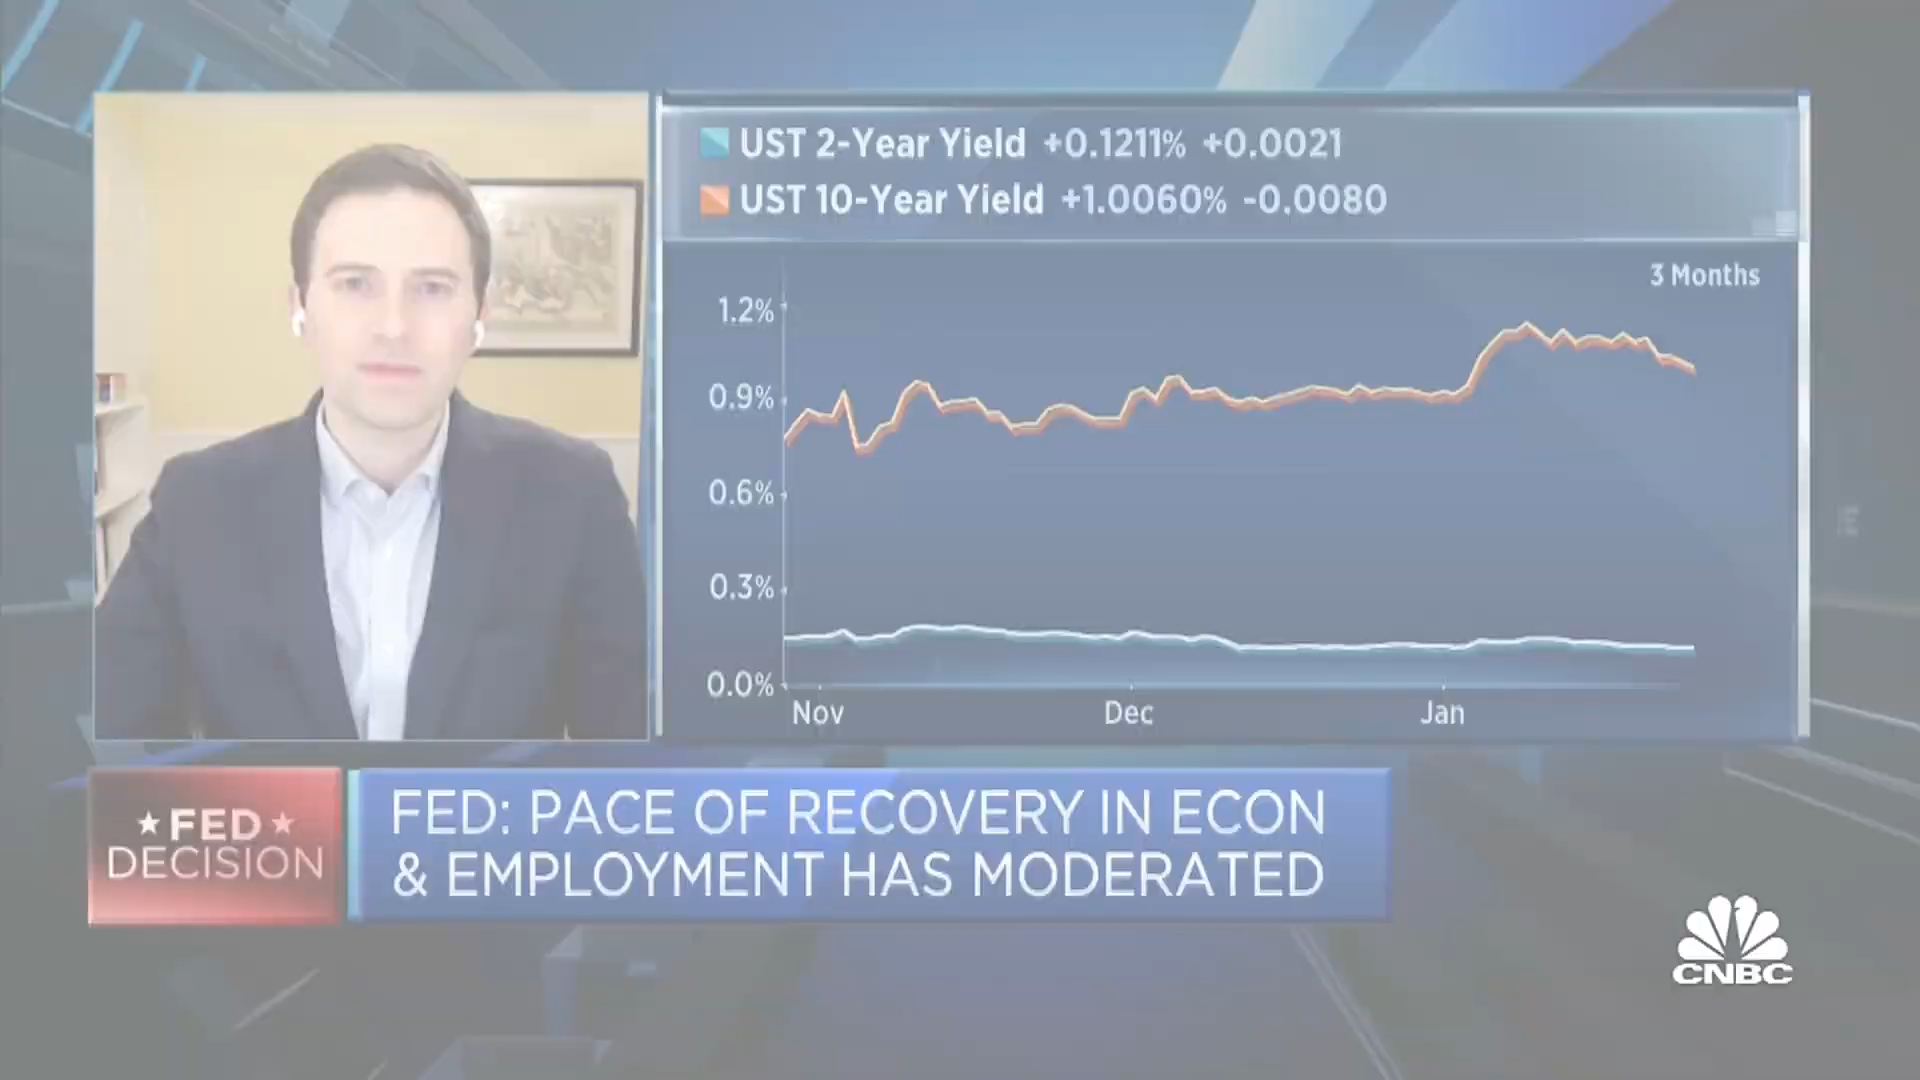 UST 2-Year Yield +0.1211% +0.0021
UST 10-Year Yield +1.0060% -0.0080
3 Months
1.2%
0.9%
0.6%
0.3%
0.0%
Nov Dec Jan
★ FED ★
DECISION
FED: PACE OF RECOVERY IN ECON
& EMPLOYMENT HAS MODERATED
CNBC